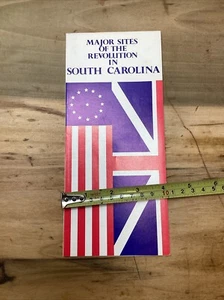 MAJOR SITES
OF THE
REVOLUTION
IN
SOUTH CAROLINA